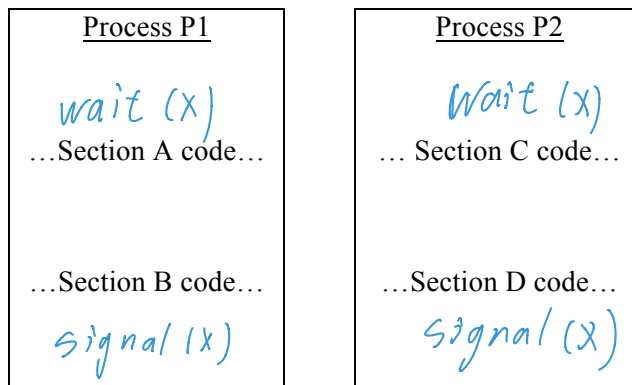 Process P1
wait (X)
…Section A code…
…Section B code…
signal (X)
Process P2
Wait (X)
… Section C code…
…Section D code…
signal (X)